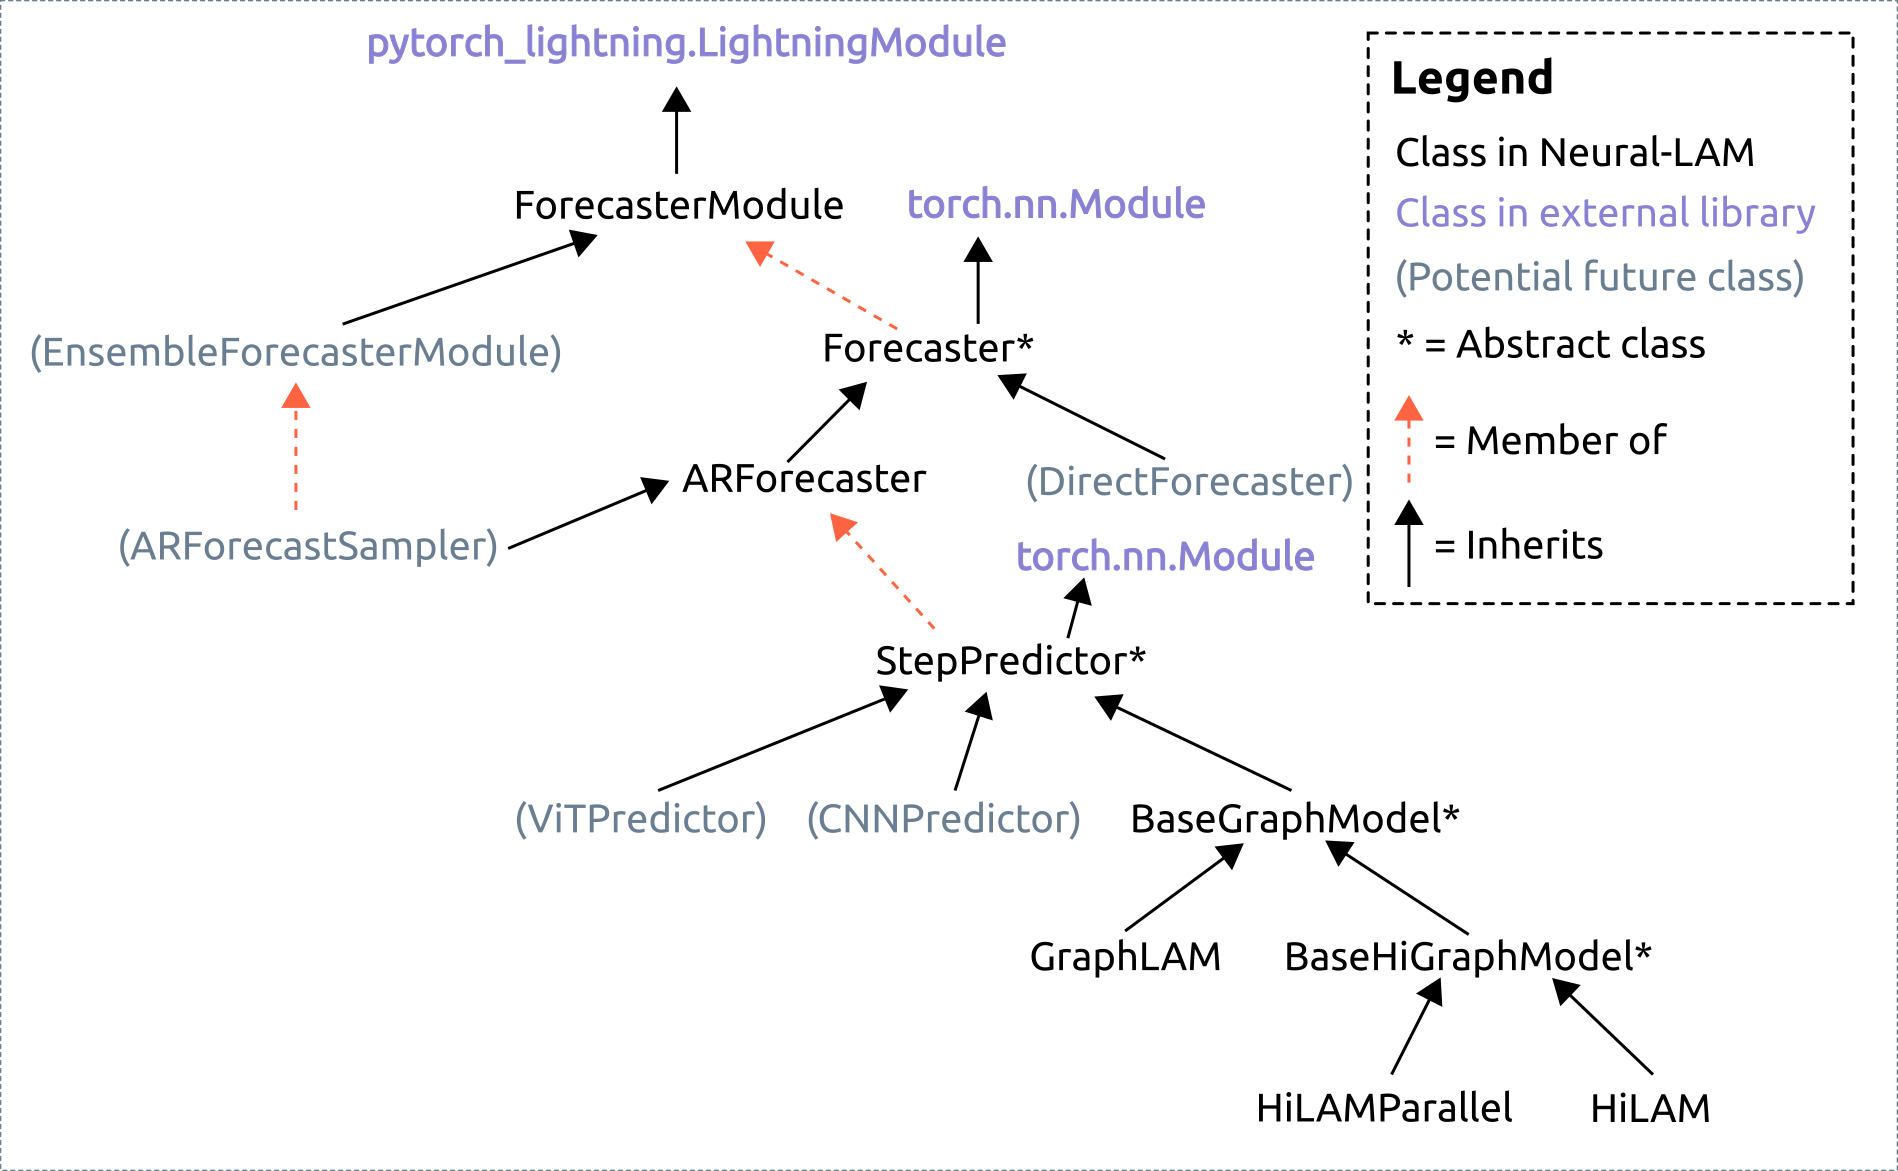 pytorch_lightning.LightningModule
ForecasterModule
torch.nn.Module
(EnsembleForecasterModule)
Forecaster*
ARForecaster
(DirectForecaster)
(ARForecastSampler)
torch.nn.Module
StepPredictor*
(ViTPredictor)
(CNNPredictor)
BaseGraphModel*
GraphLAM
BaseHiGraphModel*
HiLAMParallel
HiLAM
Legend
Class in Neural-LAM
Class in external library
(Potential future class)
* = Abstract class
= Member of
= Inherits